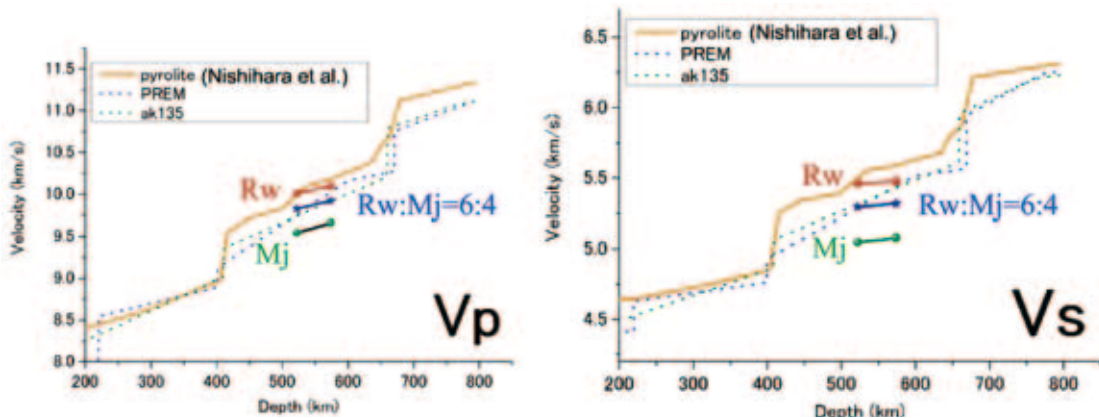 pyrolite (Nishihara et al.)
PREM
ak135
11.5
11.0
10.5
10.0
9.5
9.0
8.5
8.0
Velocity (km/s)
Rw
Rw:Mj=6:4
Mj
Vp
200 300 400 500 600 700 800
Depth (km)
pyrolite (Nishihara et al.)
PREM
ak135
6.5
6.0
5.5
5.0
4.5
Velocity (km/s)
Rw
Rw:Mj=6:4
Mj
Vs
200 300 400 500 600 700 800
Depth (km)